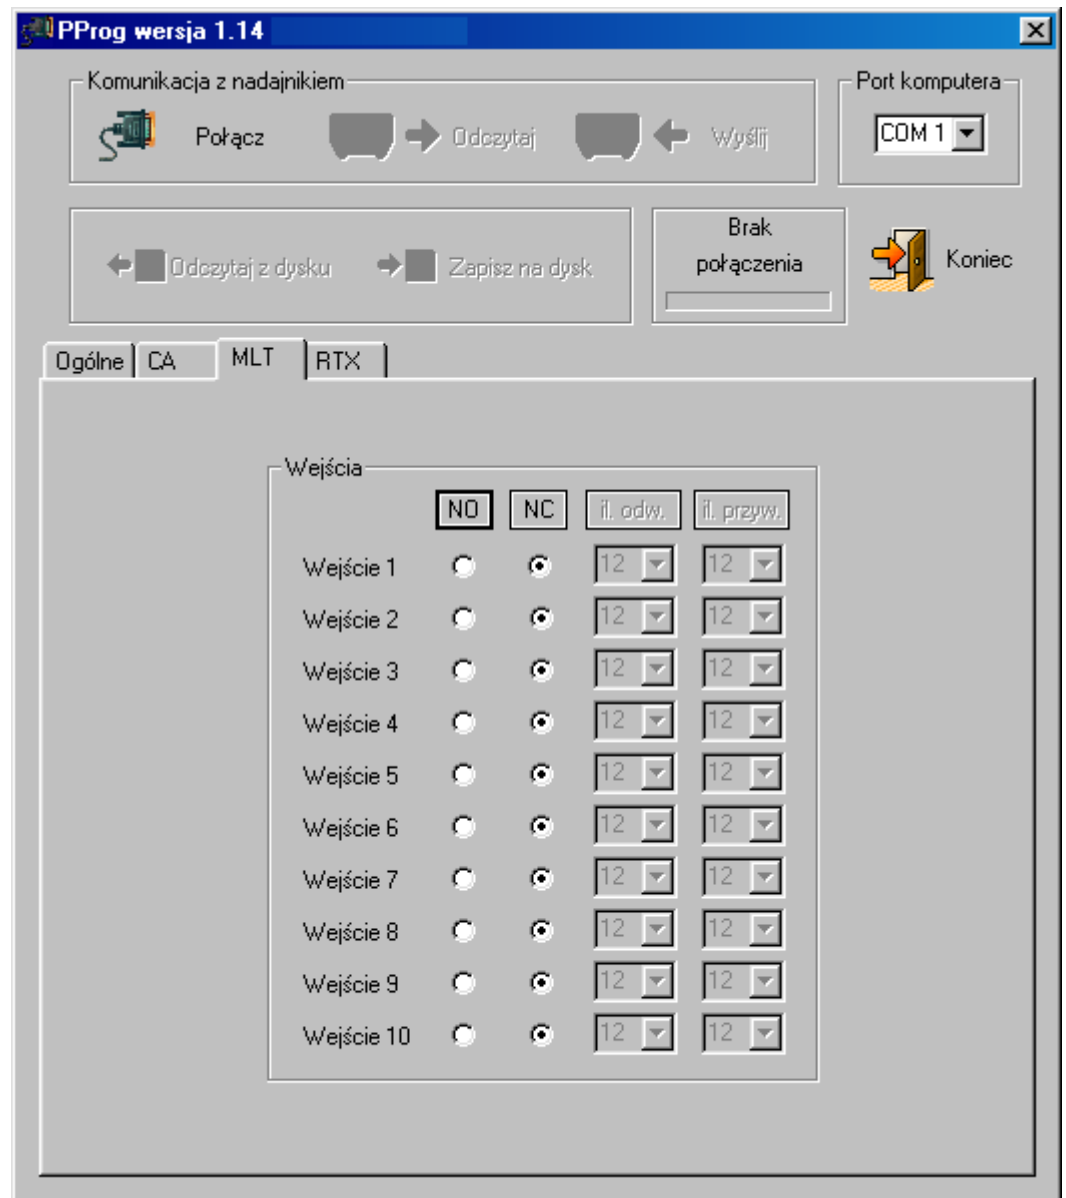 PProg wersja 1.14
Komunikacja z nadajnikiem
Port komputera
Połącz
Odczytaj
Wyślij
COM 1
Odczytaj z dysku
Zapisz na dysk
Brak
połączenia
Koniec
Ogólne CA MLT RTX
Wejścia
NO NC il. odw. il. przyw.
Wejście 1 12 12
Wejście 2 12 12
Wejście 3 12 12
Wejście 4 12 12
Wejście 5 12 12
Wejście 6 12 12
Wejście 7 12 12
Wejście 8 12 12
Wejście 9 12 12
Wejście 10 12 12